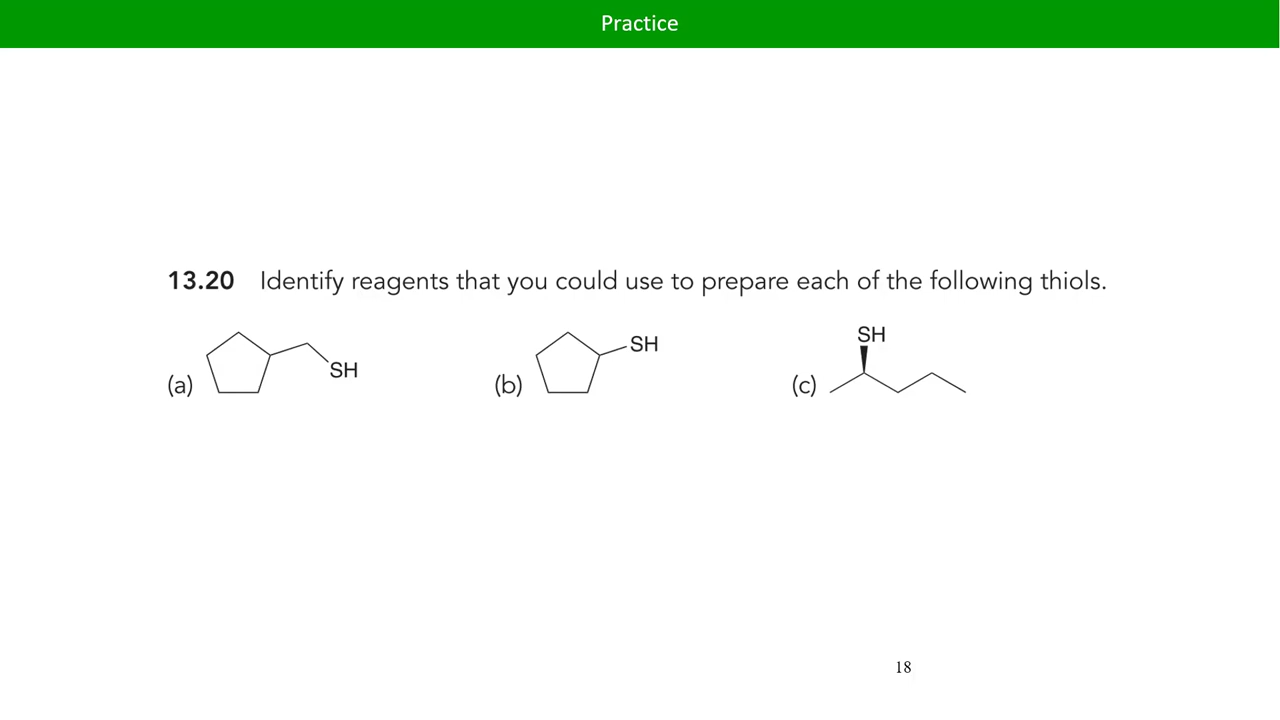 Practice
13.20 Identify reagents that you could use to prepare each of the following thiols.
(a) SH
(b) SH
(c) SH
18